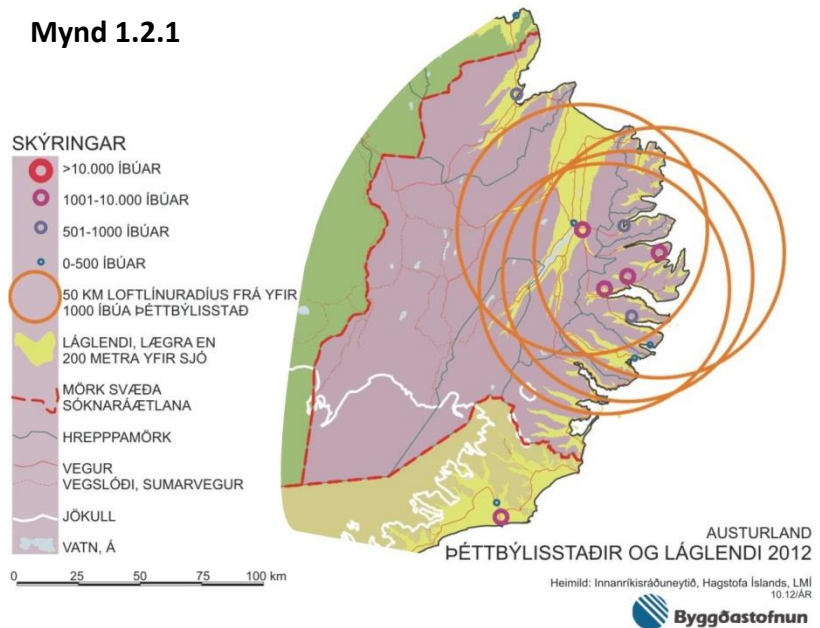 Mynd 1.2.1
SKÝRINGAR
>10.000 ÍBÚAR
1001-10.000 ÍBÚAR
501-1000 ÍBÚAR
0-500 ÍBÚAR
50 KM LOFTLÍNURADÍUS FRÁ YFIR
1000 ÍBÚA ÞÉTTBÝLISSTAÐ
LÁGLENDI, LÆGRA EN
200 METRA YFIR SJÓ
MÖRK SVÆÐA
SÓKNARÁÆTLANA
HREPPPAMÖRK
VEGUR
VEGSLÓÐI, SUMARVEGUR
JÖKULL
VATN, Á
0 25 50 75 100 km
AUSTURLAND
ÞÉTTBÝLISSTAÐIR OG LÁGLENDI 2012
Heimild: Innanríkisráðuneytið, Hagstofa Íslands, LMÍ
10.12/ÁR
Byggðastofnun